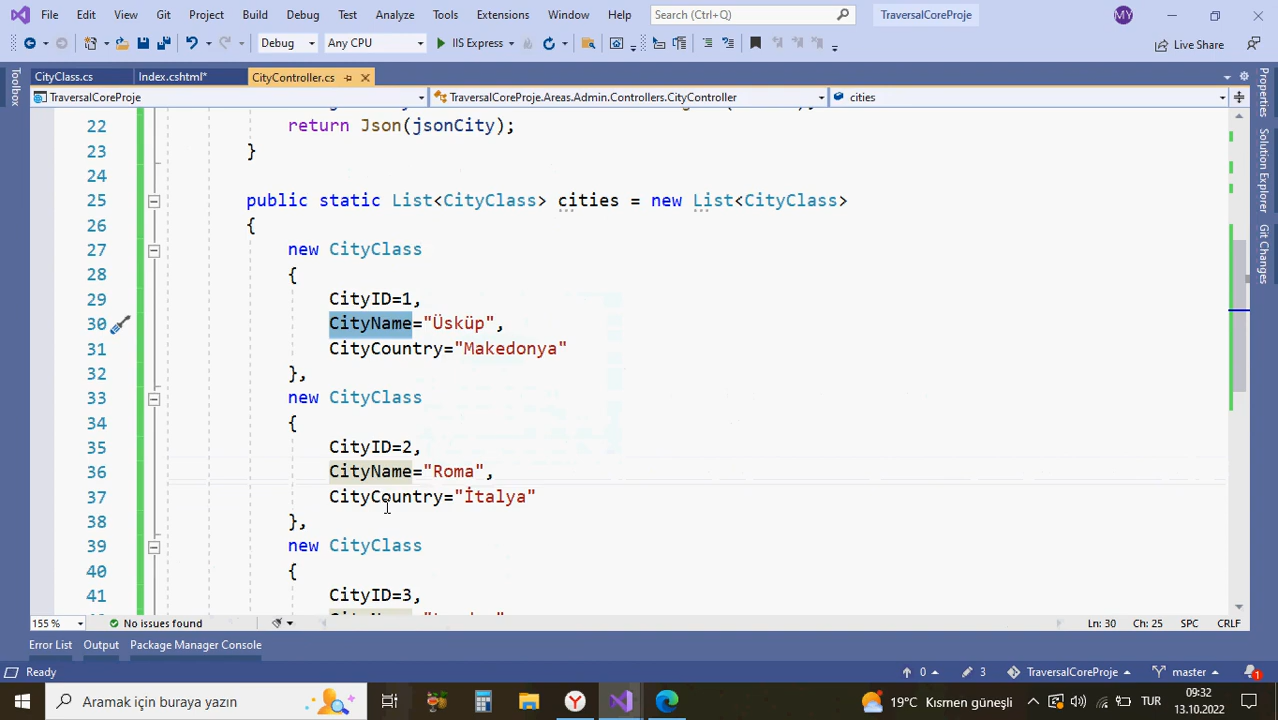 File Edit View Git Project Build Debug Test Analyze Tools Extensions Window Help Search (Ctrl+Q) TraversalCoreProje MY
Debug Any CPU IIS Express Live Share
CityClass.cs Index.cshtml* CityController.cs
TraversalCoreProje TraversalCoreProje.Areas.Admin.Controllers.CityController cities
Toolbox
Properties
Solution Explorer
Git Changes
22 return Json(jsonCity);
23 }
24
25 public static List<CityClass> cities = new List<CityClass>
26 {
27 new CityClass
28 {
29 CityID=1,
30 CityName="Üsküp",
31 CityCountry="Makedonya"
32 },
33 new CityClass
34 {
35 CityID=2,
36 CityName="Roma",
37 CityCountry="İtalya"
38 },
39 new CityClass
40 {
41 CityID=3,
155 % No issues found Ln: 30 Ch: 25 SPC CRLF
Error List Output Package Manager Console
Ready 0 3 TraversalCoreProje master 1
Aramak için buraya yazın 19°C Kısmen güneşli TUR 09:32
13.10.2022